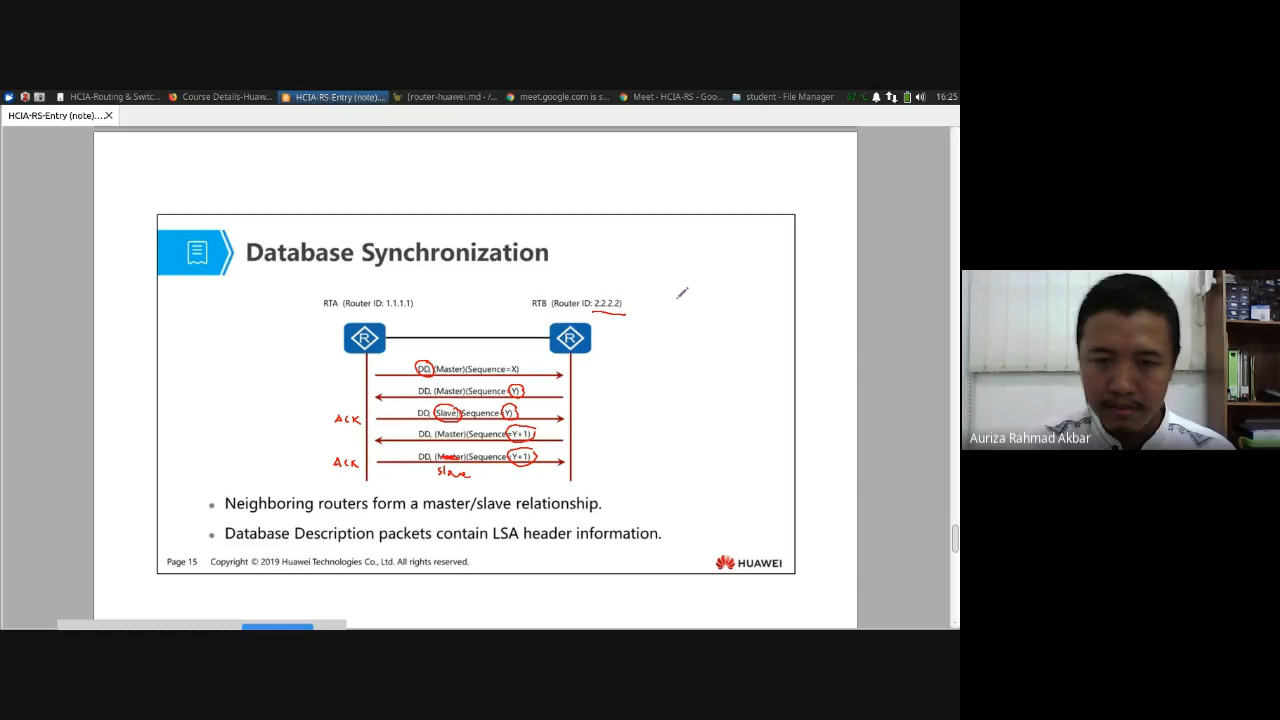 HCIA-Routing & Switc...
Course Details-Huaw...
HCIA-RS-Entry (note)....
(router-huawei.md - /...
meet.google.com is s...
Meet - HCIA-RS - Goo...
student - File Manager
67°
16:25
HCIA-RS-Entry (note)....
Database Synchronization
RTA (Router ID: 1.1.1.1)
RTB (Router ID: 2.2.2.2)
R
R
DD, (Master)(Sequence=X)
DD, (Master)(Sequence=Y)
ACK
DD, (Slave)(Sequence=Y)
DD, (Master)(Sequence=Y+1)
ACK
DD, (Master)(Sequence=Y+1)
slave
• Neighboring routers form a master/slave relationship.
• Database Description packets contain LSA header information.
Page 15
Copyright © 2019 Huawei Technologies Co., Ltd. All rights reserved.
HUAWEI
Auriza Rahmad Akbar